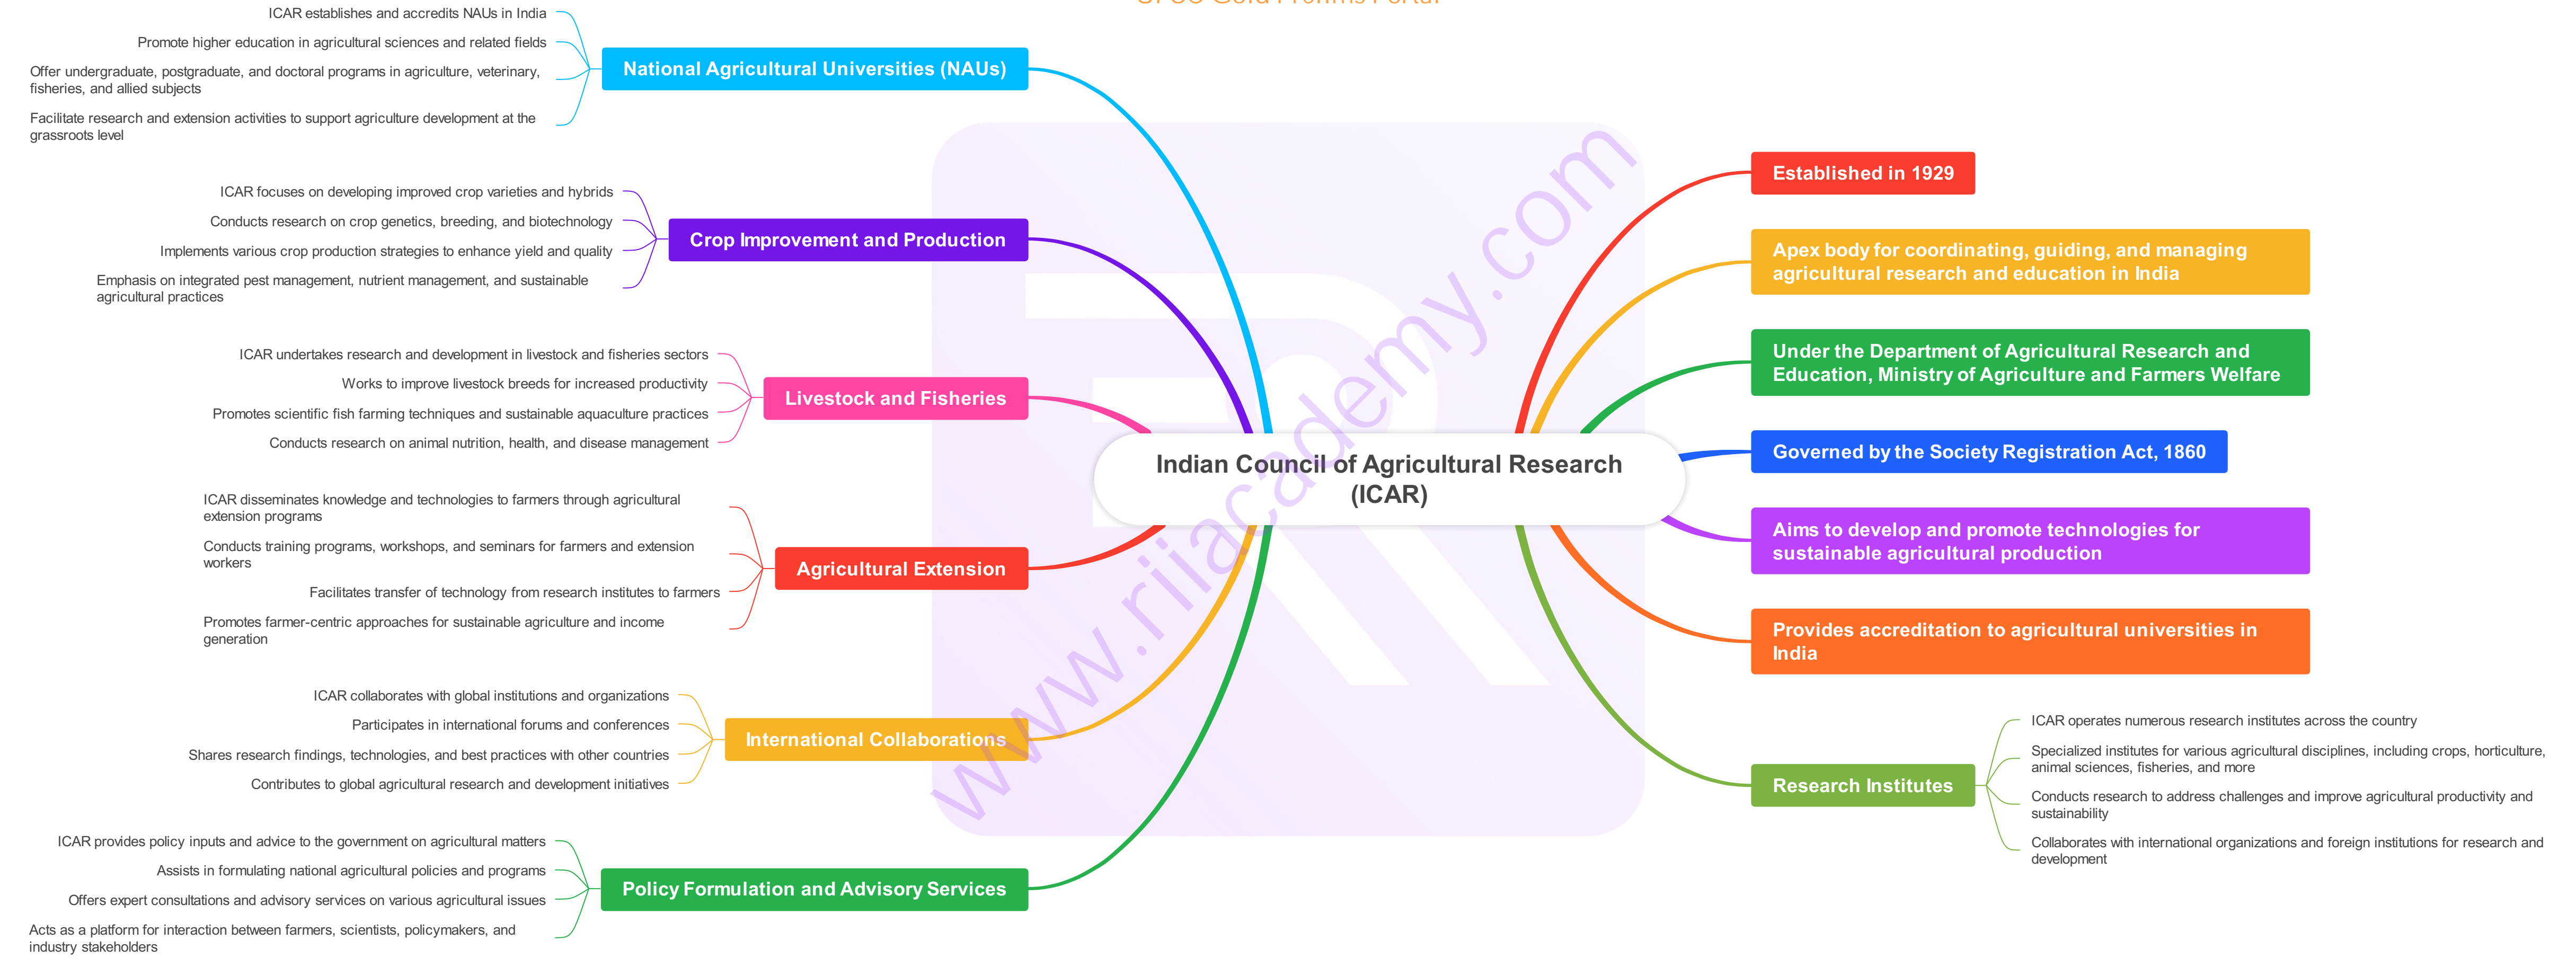 ICAR establishes and accredits NAUs in India
Promote higher education in agricultural sciences and related fields
Offer undergraduate, postgraduate, and doctoral programs in agriculture, veterinary,
fisheries, and allied subjects
Facilitate research and extension activities to support agriculture development at the
grassroots level
National Agricultural Universities (NAUs)
ICAR focuses on developing improved crop varieties and hybrids
Conducts research on crop genetics, breeding, and biotechnology
Implements various crop production strategies to enhance yield and quality
Emphasis on integrated pest management, nutrient management, and sustainable
agricultural practices
Crop Improvement and Production
ICAR undertakes research and development in livestock and fisheries sectors
Works to improve livestock breeds for increased productivity
Promotes scientific fish farming techniques and sustainable aquaculture practices
Conducts research on animal nutrition, health, and disease management
Livestock and Fisheries
ICAR disseminates knowledge and technologies to farmers through agricultural
extension programs
Conducts training programs, workshops, and seminars for farmers and extension
workers
Facilitates transfer of technology from research institutes to farmers
Promotes farmer-centric approaches for sustainable agriculture and income
generation
Agricultural Extension
ICAR collaborates with global institutions and organizations
Participates in international forums and conferences
Shares research findings, technologies, and best practices with other countries
Contributes to global agricultural research and development initiatives
International Collaborations
ICAR provides policy inputs and advice to the government on agricultural matters
Assists in formulating national agricultural policies and programs
Offers expert consultations and advisory services on various agricultural issues
Acts as a platform for interaction between farmers, scientists, policymakers, and
industry stakeholders
Policy Formulation and Advisory Services
Indian Council of Agricultural Research
(ICAR)
www.riiacademy.com
Established in 1929
Apex body for coordinating, guiding, and managing
agricultural research and education in India
Under the Department of Agricultural Research and
Education, Ministry of Agriculture and Farmers Welfare
Governed by the Society Registration Act, 1860
Aims to develop and promote technologies for
sustainable agricultural production
Provides accreditation to agricultural universities in
India
Research Institutes
ICAR operates numerous research institutes across the country
Specialized institutes for various agricultural disciplines, including crops, horticulture,
animal sciences, fisheries, and more
Conducts research to address challenges and improve agricultural productivity and
sustainability
Collaborates with international organizations and foreign institutions for research and
development